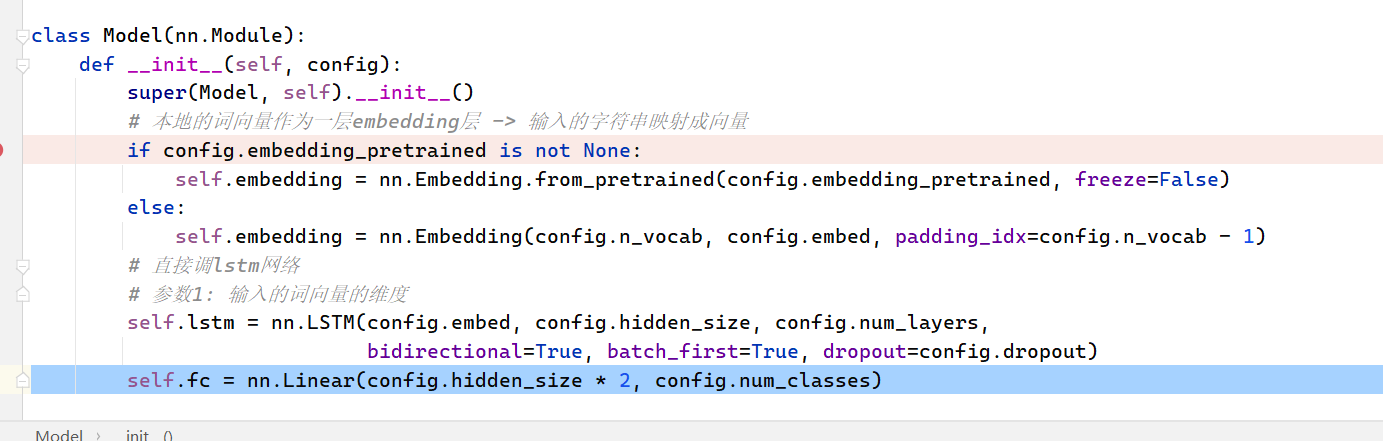 class Model(nn.Module):
    def __init__(self, config):
        super(Model, self).__init__()
        # 本地的词向量作为一层embedding层 -> 输入的字符串映射成向量
        if config.embedding_pretrained is not None:
            self.embedding = nn.Embedding.from_pretrained(config.embedding_pretrained, freeze=False)
        else:
            self.embedding = nn.Embedding(config.n_vocab, config.embed, padding_idx=config.n_vocab - 1)
        # 直接调lstm网络
        # 参数1: 输入的词向量的维度
        self.lstm = nn.LSTM(config.embed, config.hidden_size, config.num_layers,
                            bidirectional=True, batch_first=True, dropout=config.dropout)
        self.fc = nn.Linear(config.hidden_size * 2, config.num_classes)
Model › __init__()